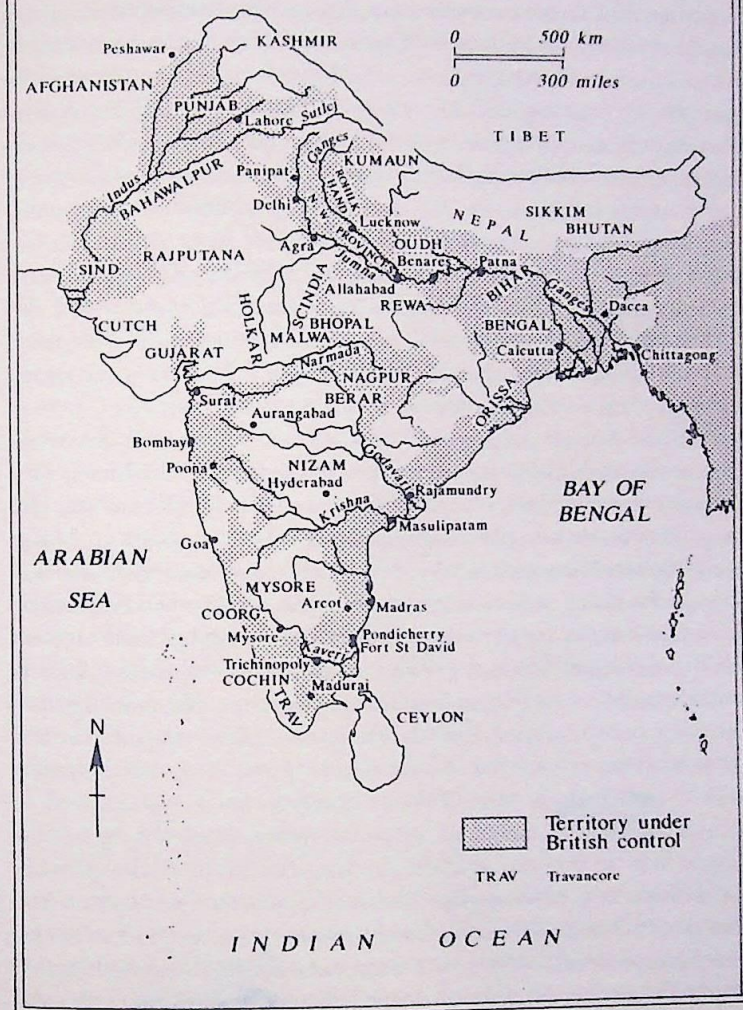 KASHMIR
0 500 km
0 300 miles
Peshawar
AFGHANISTAN
PUNJAB
Lahore
Sutlej
TIBET
Ganges
KUMAUN
Panipat
ROHILK
HAND
Indus
BAHAWALPUR
Delhi
N. W. PROVINCES
Lucknow
NEPAL
SIKKIM
BHUTAN
Agra
OUDH
RAJPUTANA
Jumna
Benares
Patna
SIND
Allahabad
BIHAR
Ganges
SCINDIA
REWA
Dacca
HOLKAR
CUTCH
BHOPAL
MALWA
BENGAL
GUJARAT
Calcutta
Chittagong
Narmada
NAGPUR
BERAR
Surat
ORISSA
Aurangabad
Bombay
Godavari
Poona
NIZAM
Hyderabad
Rajamundry
BAY OF
BENGAL
Krishna
Masulipatam
Goa
ARABIAN
SEA
MYSORE
Arcot
Madras
COORG
Mysore
Pondicherry
Fort St David
Kavery
Trichinopoly
COCHIN
Madurai
TRAV
CEYLON
N
Territory under
British control
TRAV Travancore
INDIAN OCEAN